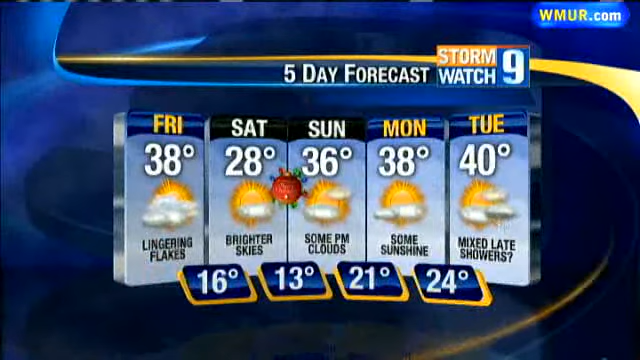 WMUR.com
5 DAY FORECAST
STORM
WATCH 9
FRI
SAT
SUN
MON
TUE
38°
28°
36°
38°
40°
LINGERING
FLAKES
BRIGHTER
SKIES
SOME PM
CLOUDS
SOME
SUNSHINE
MIXED LATE
SHOWERS?
16°
13°
21°
24°